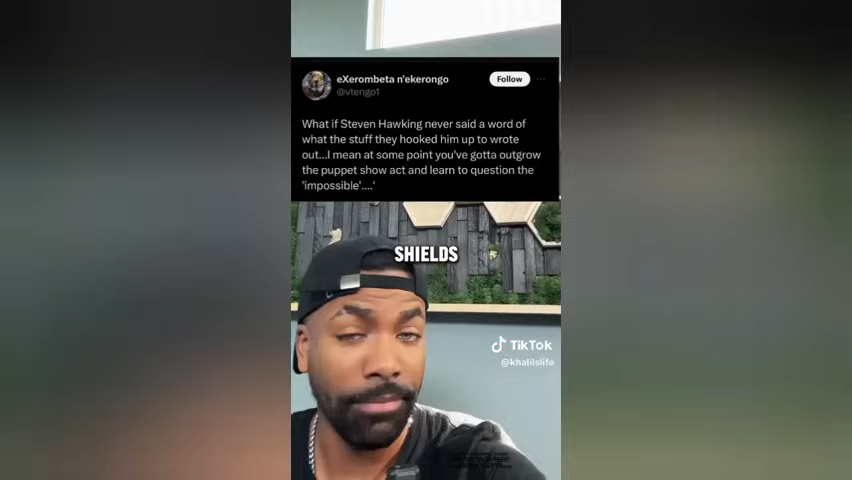 eXerombeta n'ekerongo
Follow
@vtengo1
What if Steven Hawking never said a word of
what the stuff they hooked him up to wrote
out...I mean at some point you've gotta outgrow
the puppet show act and learn to question the
'impossible'....'
SHIELDS
TikTok
@khalilslife